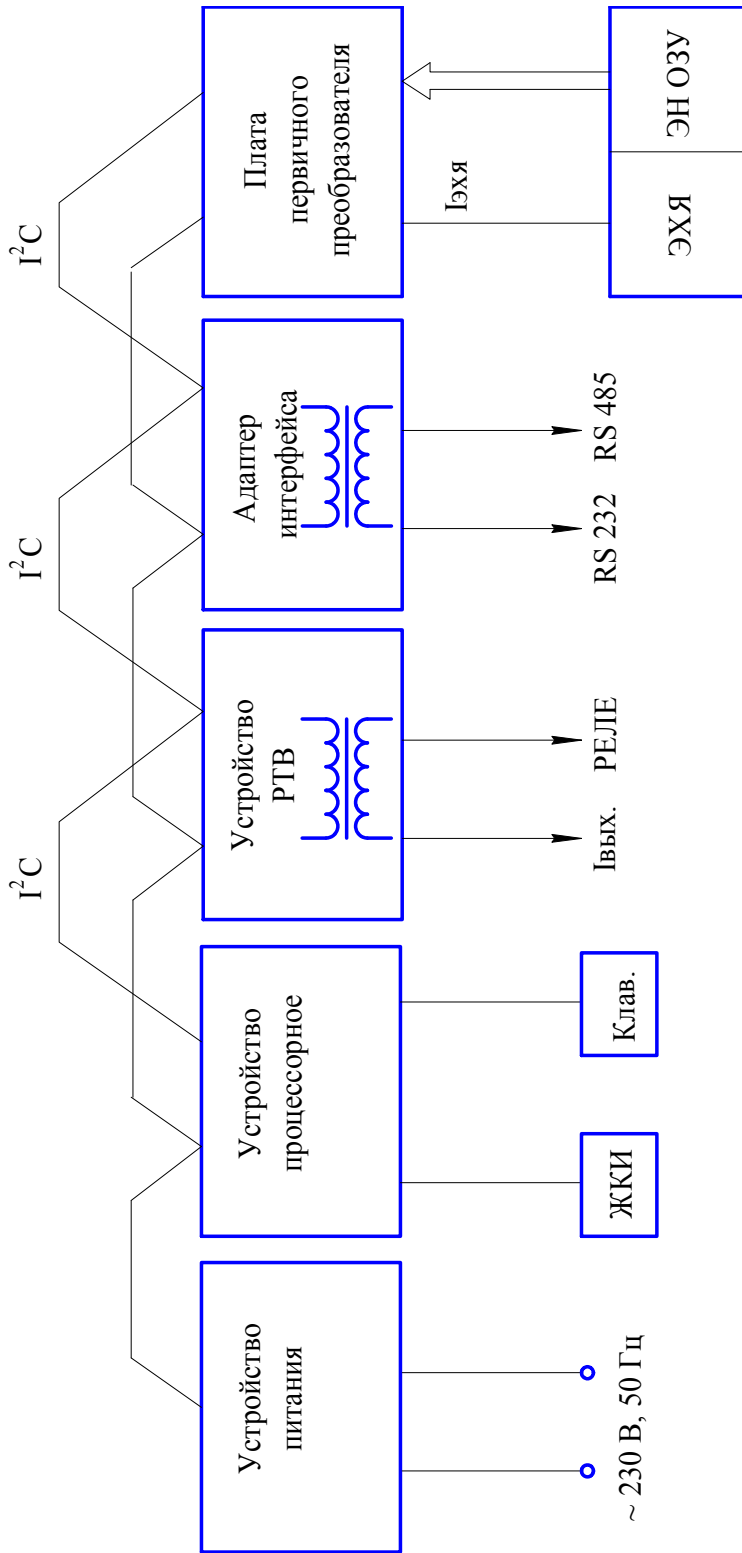 I²C
I²C
I²C
Устройство
питания
Устройство
процессорное
Устройство
РТВ
Адаптер
интерфейса
Плата
первичного
преобразователя
~ 230 В, 50 Гц
ЖКИ
Клав.
Iвых.
РЕЛЕ
RS 232
RS 485
Iэхя
ЭХЯ
ЭН ОЗУ